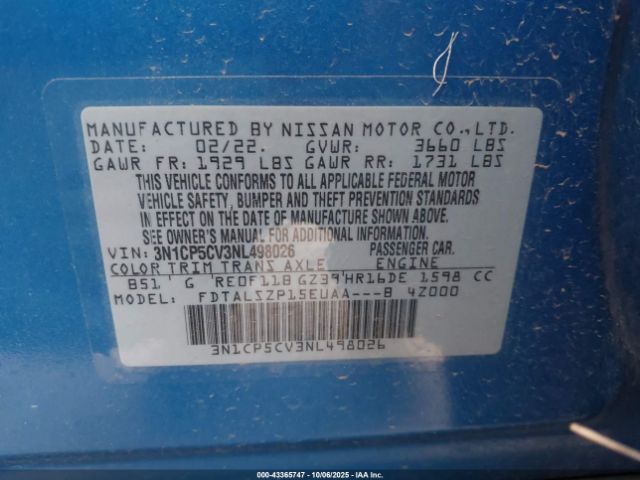 MANUFACTURED BY NISSAN MOTOR CO.,LTD.
DATE: 02/22. GVWR: 3660 LBS
GAWR FR: 1929 LBS GAWR RR: 1731 LBS
THIS VEHICLE CONFORMS TO ALL APPLICABLE FEDERAL MOTOR
VEHICLE SAFETY, BUMPER AND THEFT PREVENTION STANDARDS
IN EFFECT ON THE DATE OF MANUFACTURE SHOWN ABOVE.
SEE OWNER'S MANUAL FOR ADDITIONAL INFORMATION.
VIN: 3N1CP5CV3NL498026 PASSENGER CAR.
COLOR TRIM TRANS AXLE ENGINE
B51 G RE0F11B GZ39 HR16DE 1598 CC
MODEL: FDTALSZP15EUAA---B 4Z000
3N1CP5CV3NL498026
000-43365747 - 10/06/2025 - IAA Inc.